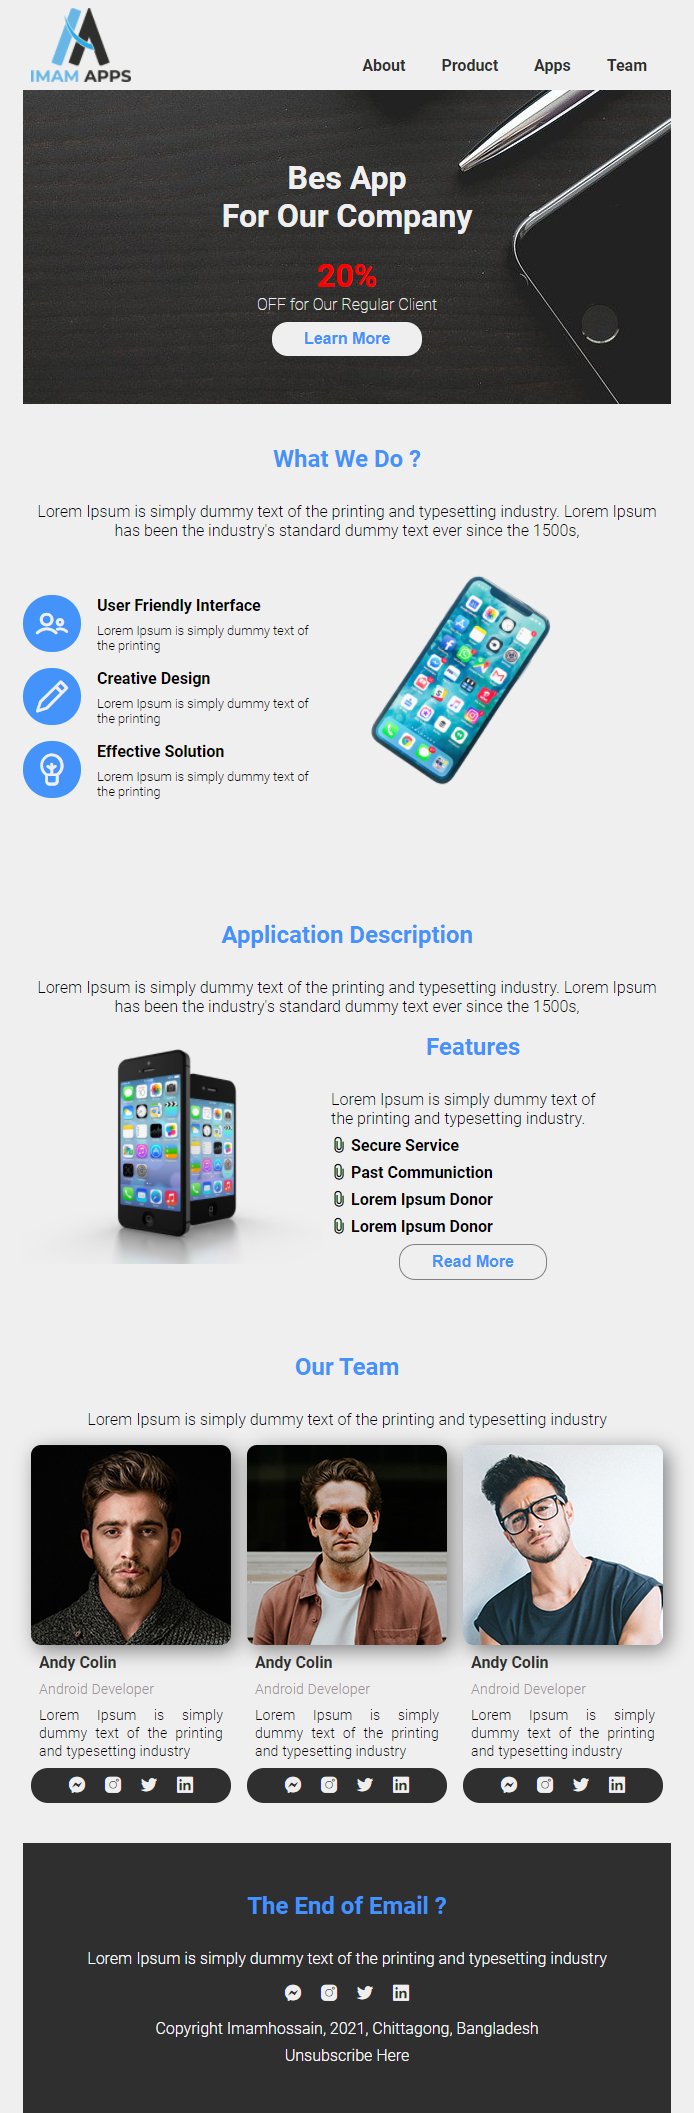 IMAM APPS
About Product Apps Team
Bes App
For Our Company
20%
OFF for Our Regular Client
Learn More
What We Do ?
Lorem Ipsum is simply dummy text of the printing and typesetting industry. Lorem Ipsum
has been the industry's standard dummy text ever since the 1500s,
User Friendly Interface
Lorem Ipsum is simply dummy text of
the printing
Creative Design
Lorem Ipsum is simply dummy text of
the printing
Effective Solution
Lorem Ipsum is simply dummy text of
the printing
Application Description
Lorem Ipsum is simply dummy text of the printing and typesetting industry. Lorem Ipsum
has been the industry's standard dummy text ever since the 1500s,
Features
Lorem Ipsum is simply dummy text of
the printing and typesetting industry.
Secure Service
Past Communiction
Lorem Ipsum Donor
Lorem Ipsum Donor
Read More
Our Team
Lorem Ipsum is simply dummy text of the printing and typesetting industry
Andy Colin
Android Developer
Lorem Ipsum is simply
dummy text of the printing
and typesetting industry
Andy Colin
Android Developer
Lorem Ipsum is simply
dummy text of the printing
and typesetting industry
Andy Colin
Android Developer
Lorem Ipsum is simply
dummy text of the printing
and typesetting industry
The End of Email ?
Lorem Ipsum is simply dummy text of the printing and typesetting industry
Copyright Imamhossain, 2021, Chittagong, Bangladesh
Unsubscribe Here